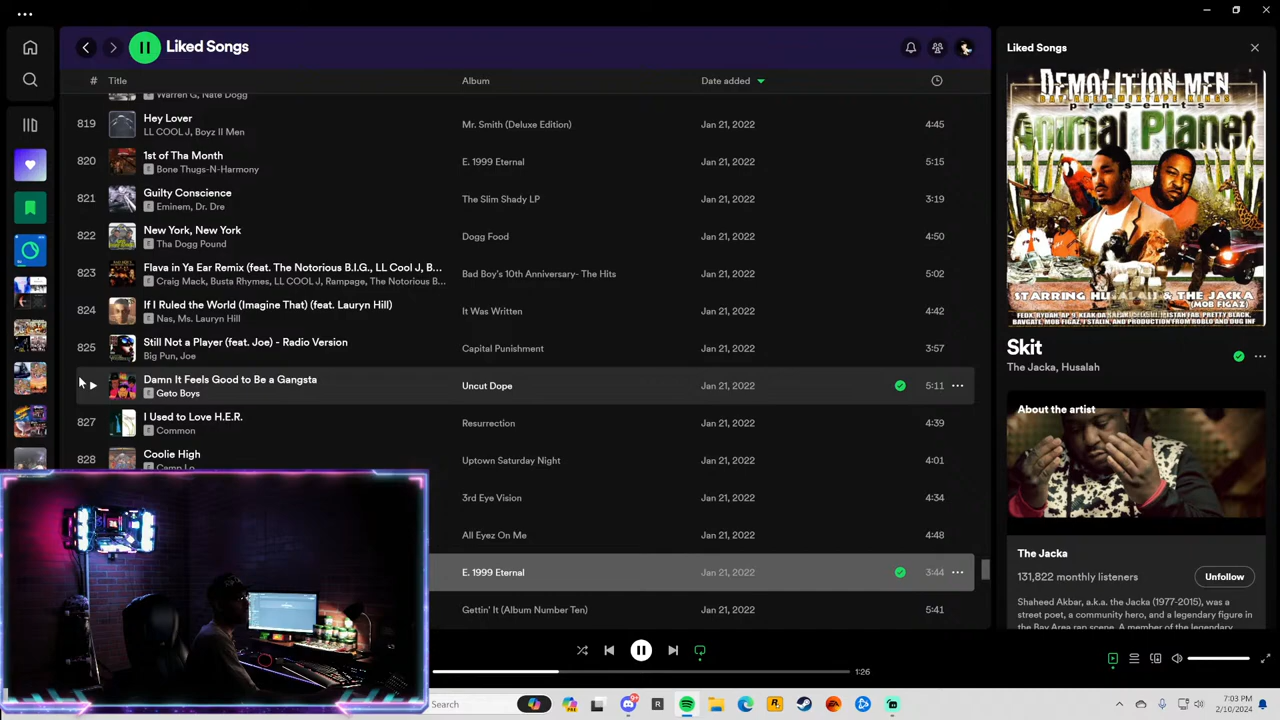 Liked Songs
Liked Songs
# Title Album Date added
Warren G, Nate Dogg
819 Hey Lover Mr. Smith (Deluxe Edition) Jan 21, 2022 4:45
LL COOL J, Boyz II Men
820 1st of Tha Month E. 1999 Eternal Jan 21, 2022 5:15
E Bone Thugs-N-Harmony
821 Guilty Conscience The Slim Shady LP Jan 21, 2022 3:19
E Eminem, Dr. Dre
822 New York, New York Dogg Food Jan 21, 2022 4:50
E Tha Dogg Pound
823 Flava in Ya Ear Remix (feat. The Notorious B.I.G., LL Cool J, B... Bad Boy's 10th Anniversary- The Hits Jan 21, 2022 5:02
E Craig Mack, Busta Rhymes, LL COOL J, Rampage, The Notorious B...
824 If I Ruled the World (Imagine That) (feat. Lauryn Hill) It Was Written Jan 21, 2022 4:42
E Nas, Ms. Lauryn Hill
825 Still Not a Player (feat. Joe) - Radio Version Capital Punishment Jan 21, 2022 3:57
E Big Pun, Joe
Damn It Feels Good to Be a Gangsta Uncut Dope Jan 21, 2022 5:11
E Geto Boys
827 I Used to Love H.E.R. Resurrection Jan 21, 2022 4:39
E Common
828 Coolie High Uptown Saturday Night Jan 21, 2022 4:01
E Camp Lo
3rd Eye Vision Jan 21, 2022 4:34
All Eyez On Me Jan 21, 2022 4:48
E. 1999 Eternal Jan 21, 2022 3:44
Gettin' It (Album Number Ten) Jan 21, 2022 5:41
DEMOLITION MEN
BAY AREA MIXTAPE KINGS
presents
Animal Planet
STARRING HUSALAH & THE JACKA
(MOB FIGAZ)
Skit
The Jacka, Husalah
About the artist
The Jacka
131,822 monthly listeners Unfollow
Shaheed Akbar, a.k.a. the Jacka (1977-2015), was a
street poet, a community hero, and a legendary figure in
the Bay Area rap scene. A member of the legendary
1:26
Search
7:03 PM
2/10/2024